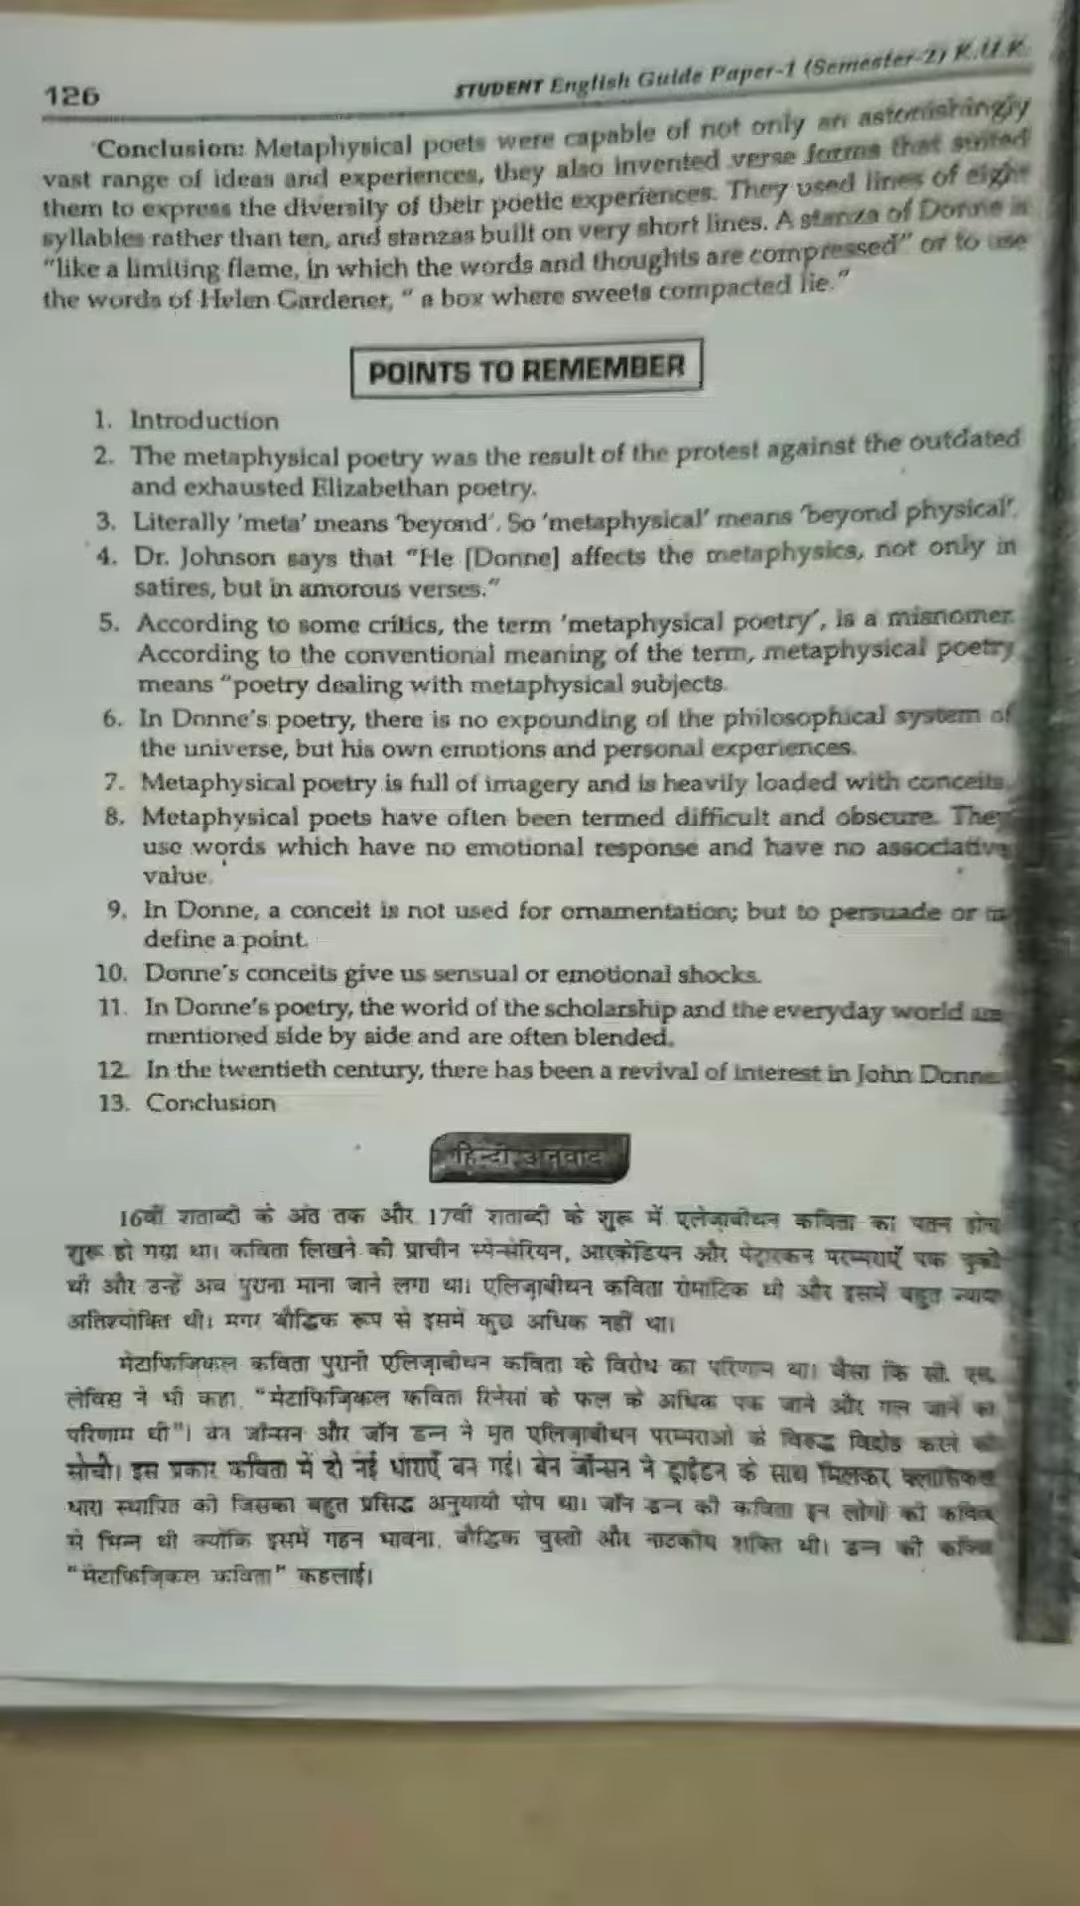 126
STUDENT English Guide Paper-1 (Semester-2) K.U.K.
Conclusion: Metaphysical poets were capable of not only an astonishingly
vast range of ideas and experiences, they also invented verse forms that suited
them to express the diversity of their poetic experiences. They used lines of eight
syllables rather than ten, and stanzas built on very short lines. A stanza of Donne is
"like a limiting flame, in which the words and thoughts are compressed" or to use
the words of Helen Gardener, " a box where sweets compacted lie."
POINTS TO REMEMBER
1. Introduction
2. The metaphysical poetry was the result of the protest against the outdated
and exhausted Elizabethan poetry.
3. Literally 'meta' means 'beyond'. So 'metaphysical' means 'beyond physical'.
4. Dr. Johnson says that "He [Donne] affects the metaphysics, not only in
satires, but in amorous verses."
5. According to some critics, the term 'metaphysical poetry', is a misnomer.
According to the conventional meaning of the term, metaphysical poetry
means "poetry dealing with metaphysical subjects.
6. In Donne's poetry, there is no expounding of the philosophical system of
the universe, but his own emotions and personal experiences.
7. Metaphysical poetry is full of imagery and is heavily loaded with conceits.
8. Metaphysical poets have often been termed difficult and obscure. They
use words which have no emotional response and have no associative
value.
9. In Donne, a conceit is not used for ornamentation; but to persuade or
define a point.
10. Donne's conceits give us sensual or emotional shocks.
11. In Donne's poetry, the world of the scholarship and the everyday world are
mentioned side by side and are often blended.
12. In the twentieth century, there has been a revival of interest in John Donne.
13. Conclusion
हिन्दी अनुवाद
16वीं शताब्दी के अंत तक और 17वीं शताब्दी के शुरू में एलेज़ाबीथन कविता का पतन होना
शुरू हो गया था। कविता लिखने की प्राचीन स्पेन्सेरियन, आरकेडियन और पेट्रारकन परम्पराएँ पक चुकी
थी और उन्हें अब पुराना माना जाने लगा था। एलिज़ाबीथन कविता रोमांटिक थी और इसमें बहुत ज्यादा
अतिश्योक्ति थी। मगर बौद्धिक रूप से इसमें कुछ अधिक नहीं था।
मेटाफिज़िकल कविता पुरानी एलिज़ाबीथन कविता के विरोध का परिणाम था। जैसा कि सी. एस.
लेविस ने भी कहा, "मेटाफिज़िकल कविता रिनेसां के फल के अधिक पक जाने और गल जाने का
परिणाम थी"। बेन जॉन्सन और जॉन डन्न ने मृत एलिज़ाबीथन परम्पराओं के विरूद्ध विद्रोह करने की
सोची। इस प्रकार कविता में दो नई धाराएँ बन गई। बेन जॉन्सन ने ड्राईडन के साथ मिलकर क्लासिकल
धारा स्थापित की जिसका बहुत प्रसिद्ध अनुयायी पोप था। जॉन डन्न की कविता इन लोगों की कविता
से भिन्न थी क्योंकि इसमें गहन भावना, बौद्धिक चुस्ती और नाटकीय शक्ति थी। डन्न की कविता
"मेटाफिज़िकल कविता" कहलाई।